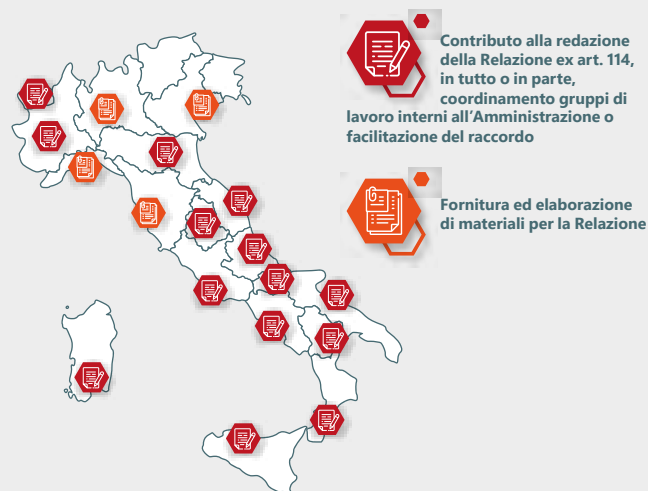 Contributo alla redazione
della Relazione ex art. 114,
in tutto o in parte,
coordinamento gruppi di
lavoro interni all'Amministrazione o
facilitazione del raccordo
Fornitura ed elaborazione
di materiali per la Relazione